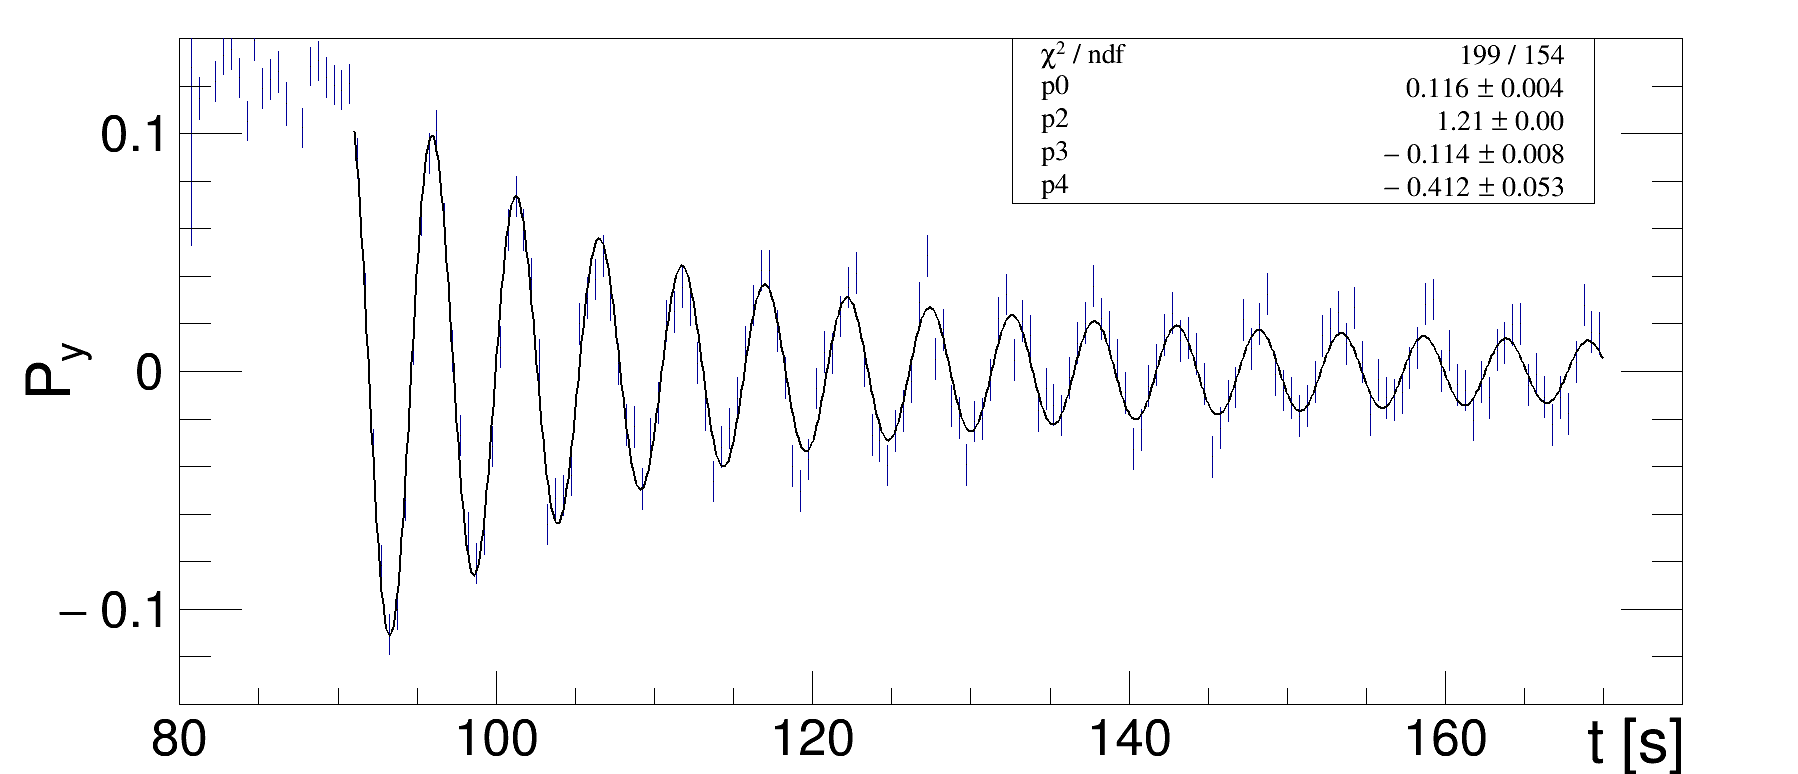 χ² / ndf 199 / 154
p0 0.116 ± 0.004
p2 1.21 ± 0.00
p3 − 0.114 ± 0.008
p4 − 0.412 ± 0.053
0.1
0
− 0.1
P_y
80 100 120 140 160 t [s]